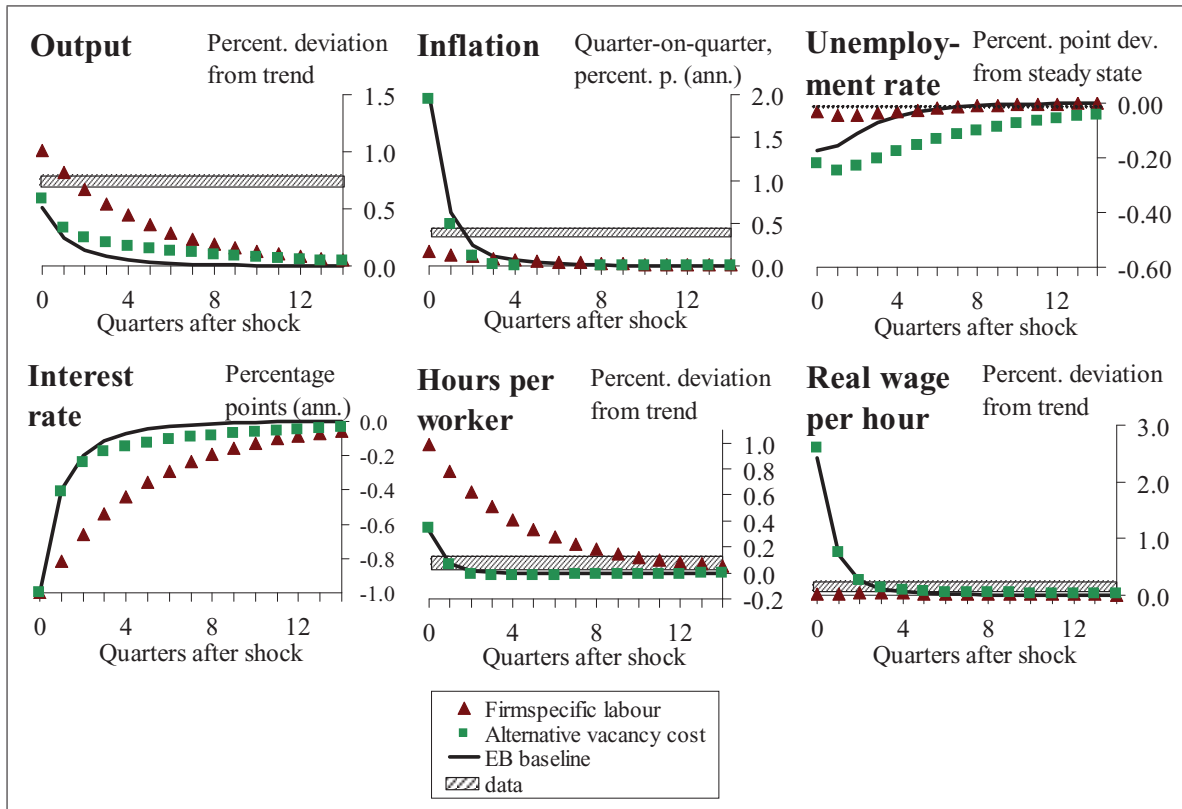 Output
Percent. deviation
from trend
1.5
1.0
0.5
0.0
0 4 8 12
Quarters after shock
Inflation
Quarter-on-quarter,
percent. p. (ann.)
2.0
1.5
1.0
0.5
0.0
0 4 8 12
Quarters after shock
Unemploy-
ment rate
Percent. point dev.
from steady state
0.00
-0.20
-0.40
-0.60
0 4 8 12
Quarters after shock
Interest
rate
Percentage
points (ann.)
0.0
-0.2
-0.4
-0.6
-0.8
-1.0
0 4 8 12
Quarters after shock
Hours per
worker
Percent. deviation
from trend
1.0
0.8
0.6
0.4
0.2
0.0
-0.2
0 4 8 12
Quarters after shock
Real wage
per hour
Percent. deviation
from trend
3.0
2.0
1.0
0.0
0 4 8 12
Quarters after shock
Firmspecific labour
Alternative vacancy cost
EB baseline
data